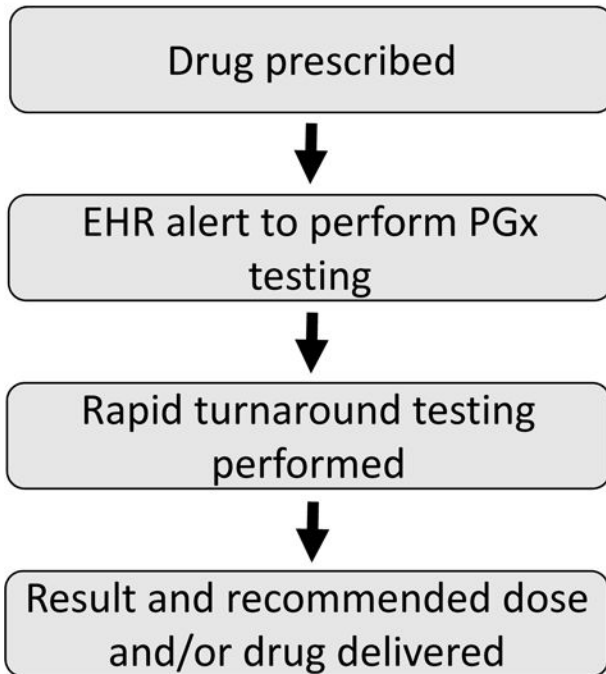 Drug prescribed
EHR alert to perform PGx
testing
Rapid turnaround testing
performed
Result and recommended dose
and/or drug delivered